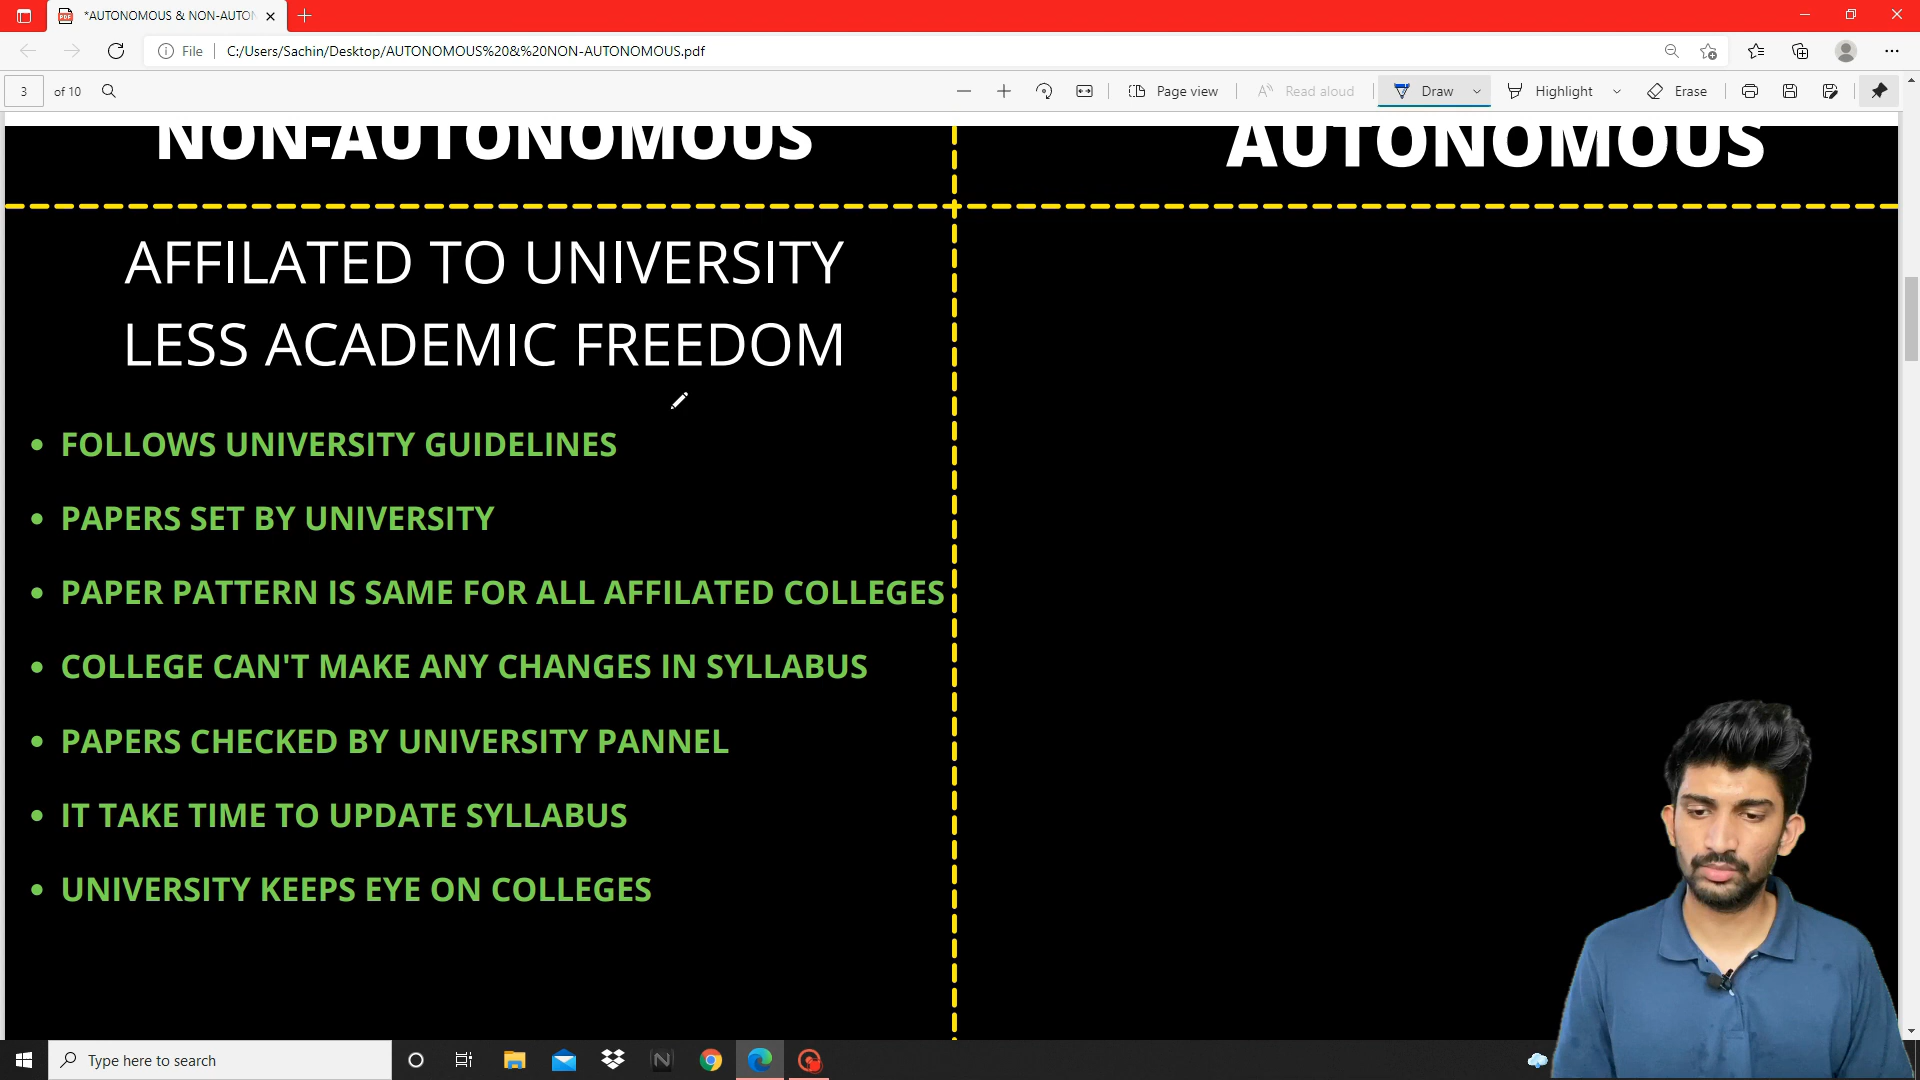 *AUTONOMOUS & NON-AUTON
File
C:/Users/Sachin/Desktop/AUTONOMOUS%20&%20NON-AUTONOMOUS.pdf
3 of 10
Page view
Read aloud
Draw
Highlight
Erase
NON-AUTONOMOUS
AUTONOMOUS
AFFILATED TO UNIVERSITY
LESS ACADEMIC FREEDOM
• FOLLOWS UNIVERSITY GUIDELINES
• PAPERS SET BY UNIVERSITY
• PAPER PATTERN IS SAME FOR ALL AFFILATED COLLEGES
• COLLEGE CAN'T MAKE ANY CHANGES IN SYLLABUS
• PAPERS CHECKED BY UNIVERSITY PANNEL
• IT TAKE TIME TO UPDATE SYLLABUS
• UNIVERSITY KEEPS EYE ON COLLEGES
Type here to search